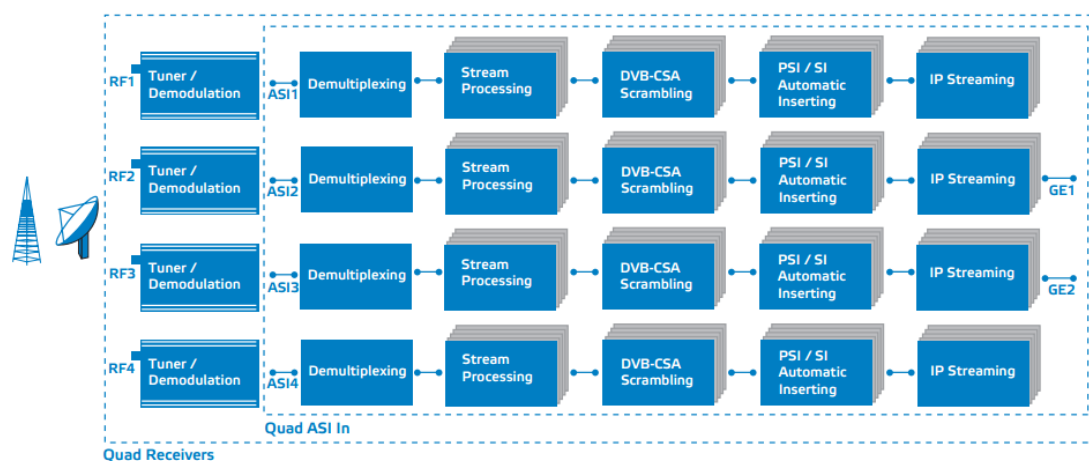 RF1
Tuner /
Demodulation
ASI1
Demultiplexing
Stream
Processing
DVB-CSA
Scrambling
PSI / SI
Automatic
Inserting
IP Streaming
RF2
Tuner /
Demodulation
ASI2
Demultiplexing
Stream
Processing
DVB-CSA
Scrambling
PSI / SI
Automatic
Inserting
IP Streaming
GE1
RF3
Tuner /
Demodulation
ASI3
Demultiplexing
Stream
Processing
DVB-CSA
Scrambling
PSI / SI
Automatic
Inserting
IP Streaming
GE2
RF4
Tuner /
Demodulation
ASI4
Demultiplexing
Stream
Processing
DVB-CSA
Scrambling
PSI / SI
Automatic
Inserting
IP Streaming
Quad ASI In
Quad Receivers